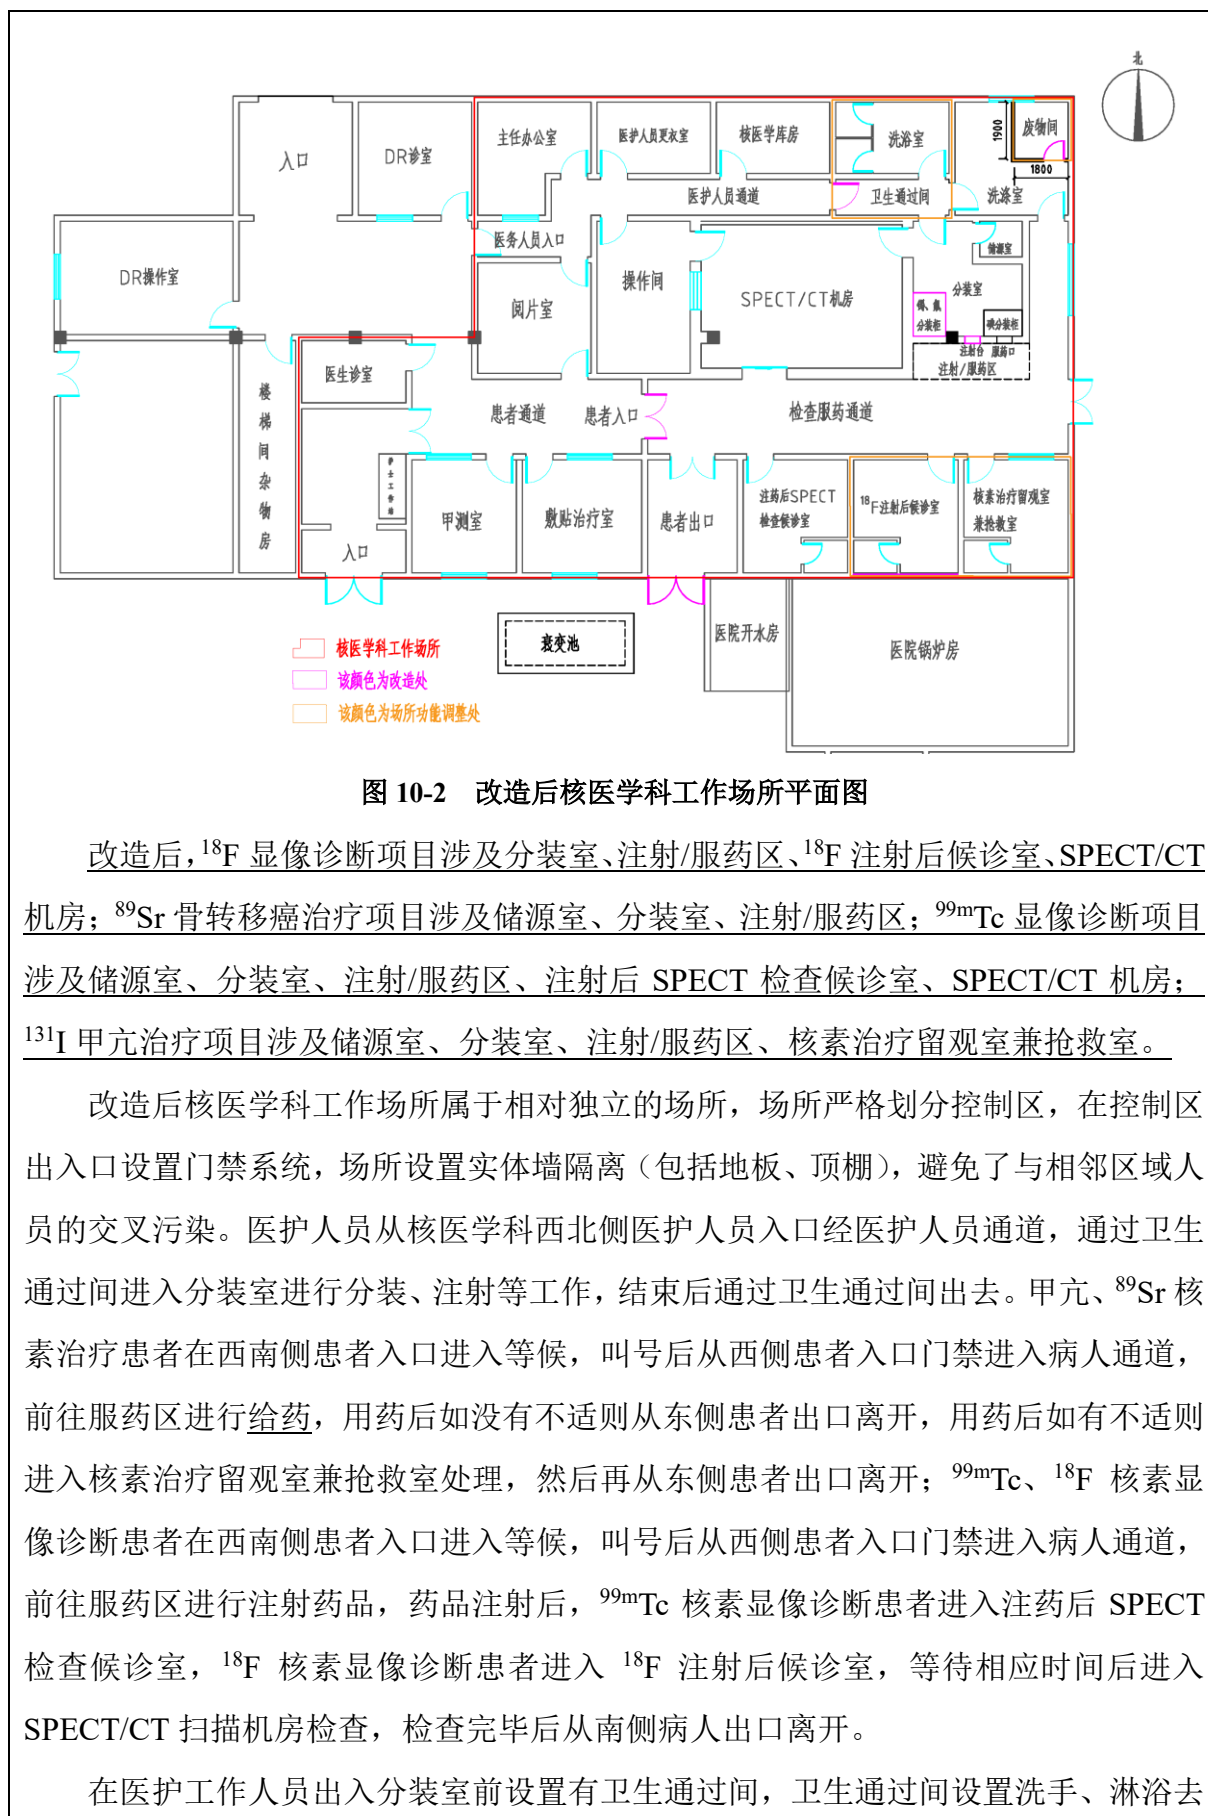 北
入口
DR诊室
主任办公室
医护人员更衣室
核医学库房
洗浴室
1900
废物间
1800
医护人员通道
卫生通过间
洗涤室
DR操作室
医务人员入口
阅片室
操作间
SPECT/CT机房
储源室
分装室
锝、氟
分装柜
碘分装柜
注射台 服药口
注射/服药区
医生诊室
楼梯间杂物房
患者通道
患者入口
检查服药通道
护士工作站
入口
甲测室
敷贴治疗室
患者出口
注药后SPECT
检查候诊室
18F注射后候诊室
核素治疗留观室
兼抢救室
核医学科工作场所
该颜色为改造处
该颜色为场所功能调整处
衰变池
医院开水房
医院锅炉房
图 10-2 改造后核医学科工作场所平面图
改造后，18F 显像诊断项目涉及分装室、注射/服药区、18F 注射后候诊室、SPECT/CT
机房；89Sr 骨转移癌治疗项目涉及储源室、分装室、注射/服药区；99mTc 显像诊断项目
涉及储源室、分装室、注射/服药区、注射后 SPECT 检查候诊室、SPECT/CT 机房；
131I 甲亢治疗项目涉及储源室、分装室、注射/服药区、核素治疗留观室兼抢救室。
改造后核医学科工作场所属于相对独立的场所，场所严格划分控制区，在控制区
出入口设置门禁系统，场所设置实体墙隔离（包括地板、顶棚），避免了与相邻区域人
员的交叉污染。医护人员从核医学科西北侧医护人员入口经医护人员通道，通过卫生
通过间进入分装室进行分装、注射等工作，结束后通过卫生通过间出去。甲亢、89Sr 核
素治疗患者在西南侧患者入口进入等候，叫号后从西侧患者入口门禁进入病人通道，
前往服药区进行给药，用药后如没有不适则从东侧患者出口离开，用药后如有不适则
进入核素治疗留观室兼抢救室处理，然后再从东侧患者出口离开；99mTc、18F 核素显
像诊断患者在西南侧患者入口进入等候，叫号后从西侧患者入口门禁进入病人通道，
前往服药区进行注射药品，药品注射后，99mTc 核素显像诊断患者进入注药后 SPECT
检查候诊室，18F 核素显像诊断患者进入 18F 注射后候诊室，等待相应时间后进入
SPECT/CT 扫描机房检查，检查完毕后从南侧病人出口离开。
在医护工作人员出入分装室前设置有卫生通过间，卫生通过间设置洗手、淋浴去